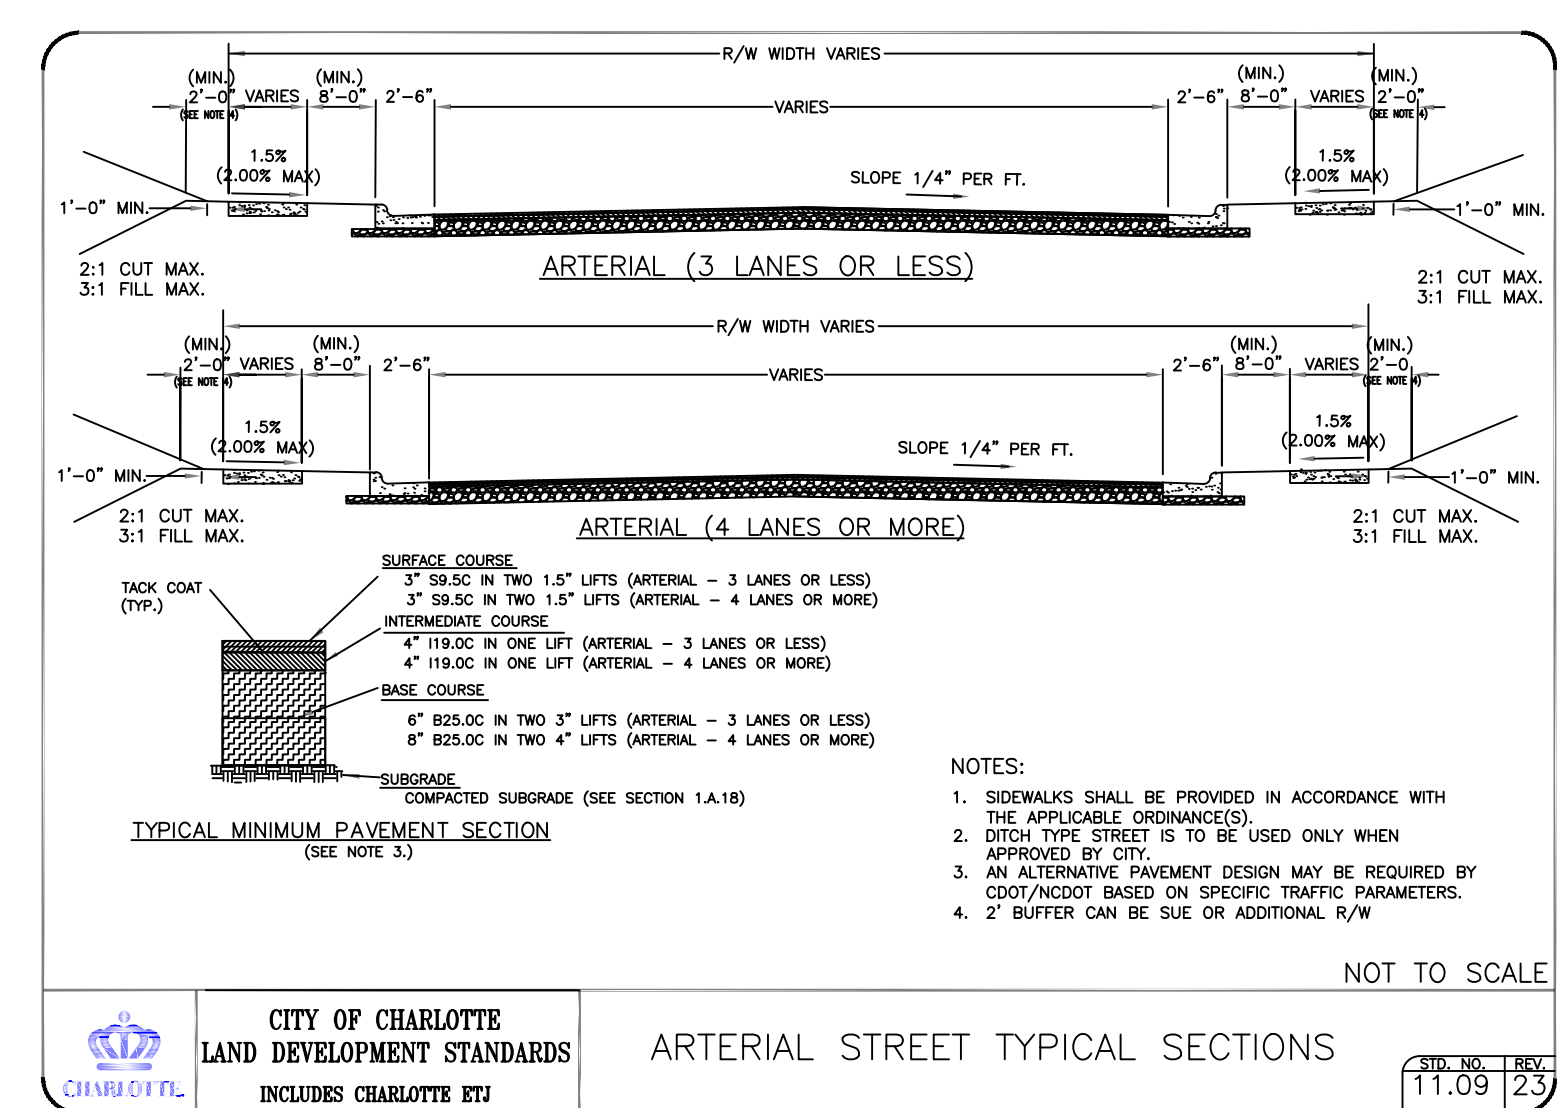 R/W WIDTH VARIES
(MIN.) (MIN.) (MIN.) (MIN.)
2'-0" VARIES 8'-0" 2'-6" VARIES 2'-6" 8'-0" VARIES 2'-0"
(SEE NOTE 4) (SEE NOTE 4)
1.5% 1.5%
(2.00% MAX) SLOPE 1/4" PER FT. (2.00% MAX)
1'-0" MIN. 1'-0" MIN.
ARTERIAL (3 LANES OR LESS)
2:1 CUT MAX. 2:1 CUT MAX.
3:1 FILL MAX. 3:1 FILL MAX.
R/W WIDTH VARIES
(MIN.) (MIN.) (MIN.) (MIN.)
2'-0" VARIES 8'-0" 2'-6" VARIES 2'-6" 8'-0" VARIES 2'-0
(SEE NOTE 4) (SEE NOTE 4)
1.5% 1.5%
(2.00% MAX) SLOPE 1/4" PER FT. (2.00% MAX)
1'-0" MIN. 1'-0" MIN.
2:1 CUT MAX. 2:1 CUT MAX.
3:1 FILL MAX. 3:1 FILL MAX.
ARTERIAL (4 LANES OR MORE)
SURFACE COURSE
3" S9.5C IN TWO 1.5" LIFTS (ARTERIAL - 3 LANES OR LESS)
3" S9.5C IN TWO 1.5" LIFTS (ARTERIAL - 4 LANES OR MORE)
TACK COAT
(TYP.)
INTERMEDIATE COURSE
4" I19.0C IN ONE LIFT (ARTERIAL - 3 LANES OR LESS)
4" I19.0C IN ONE LIFT (ARTERIAL - 4 LANES OR MORE)
BASE COURSE
6" B25.0C IN TWO 3" LIFTS (ARTERIAL - 3 LANES OR LESS)
8" B25.0C IN TWO 4" LIFTS (ARTERIAL - 4 LANES OR MORE)
SUBGRADE
COMPACTED SUBGRADE (SEE SECTION 1.A.18)
TYPICAL MINIMUM PAVEMENT SECTION
(SEE NOTE 3.)
NOTES:
1. SIDEWALKS SHALL BE PROVIDED IN ACCORDANCE WITH
THE APPLICABLE ORDINANCE(S).
2. DITCH TYPE STREET IS TO BE USED ONLY WHEN
APPROVED BY CITY.
3. AN ALTERNATIVE PAVEMENT DESIGN MAY BE REQUIRED BY
CDOT/NCDOT BASED ON SPECIFIC TRAFFIC PARAMETERS.
4. 2' BUFFER CAN BE SUE OR ADDITIONAL R/W
NOT TO SCALE
CHARLOTTE
CITY OF CHARLOTTE
LAND DEVELOPMENT STANDARDS
INCLUDES CHARLOTTE ETJ
ARTERIAL STREET TYPICAL SECTIONS
STD. NO. REV.
11.09 23